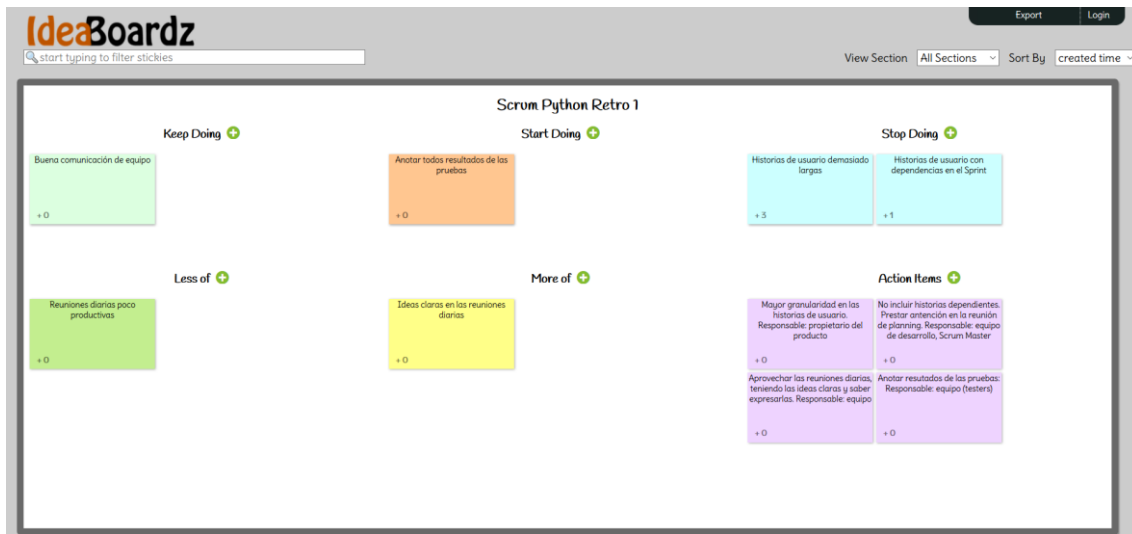 Export Login
IdeaBoardz
start typing to filter stickies
View Section All Sections Sort By created time
Scrum Python Retro 1
Keep Doing
Buena comunicación de equipo
+ 0
Start Doing
Anotar todos resultados de las
pruebas
+ 0
Stop Doing
Historias de usuario demasiado
largas
+ 3
Historias de usuario con
dependencias en el Sprint
+ 1
Less of
Reuniones diarias poco
productivas
+ 0
More of
Ideas claras en las reuniones
diarias
+ 0
Action Items
Mayor granularidad en las
historias de usuario.
Responsable: propietario del
producto
+ 0
No incluir historias dependientes.
Prestar antención en la reunión
de planning. Responsable: equipo
de desarrollo, Scrum Master
+ 0
Aprovechar las reuniones diarias,
teniendo las ideas claras y saber
expresarlas. Responsable: equipo
+ 0
Anotar resutados de las pruebas:
Responsable: equipo (testers)
+ 0